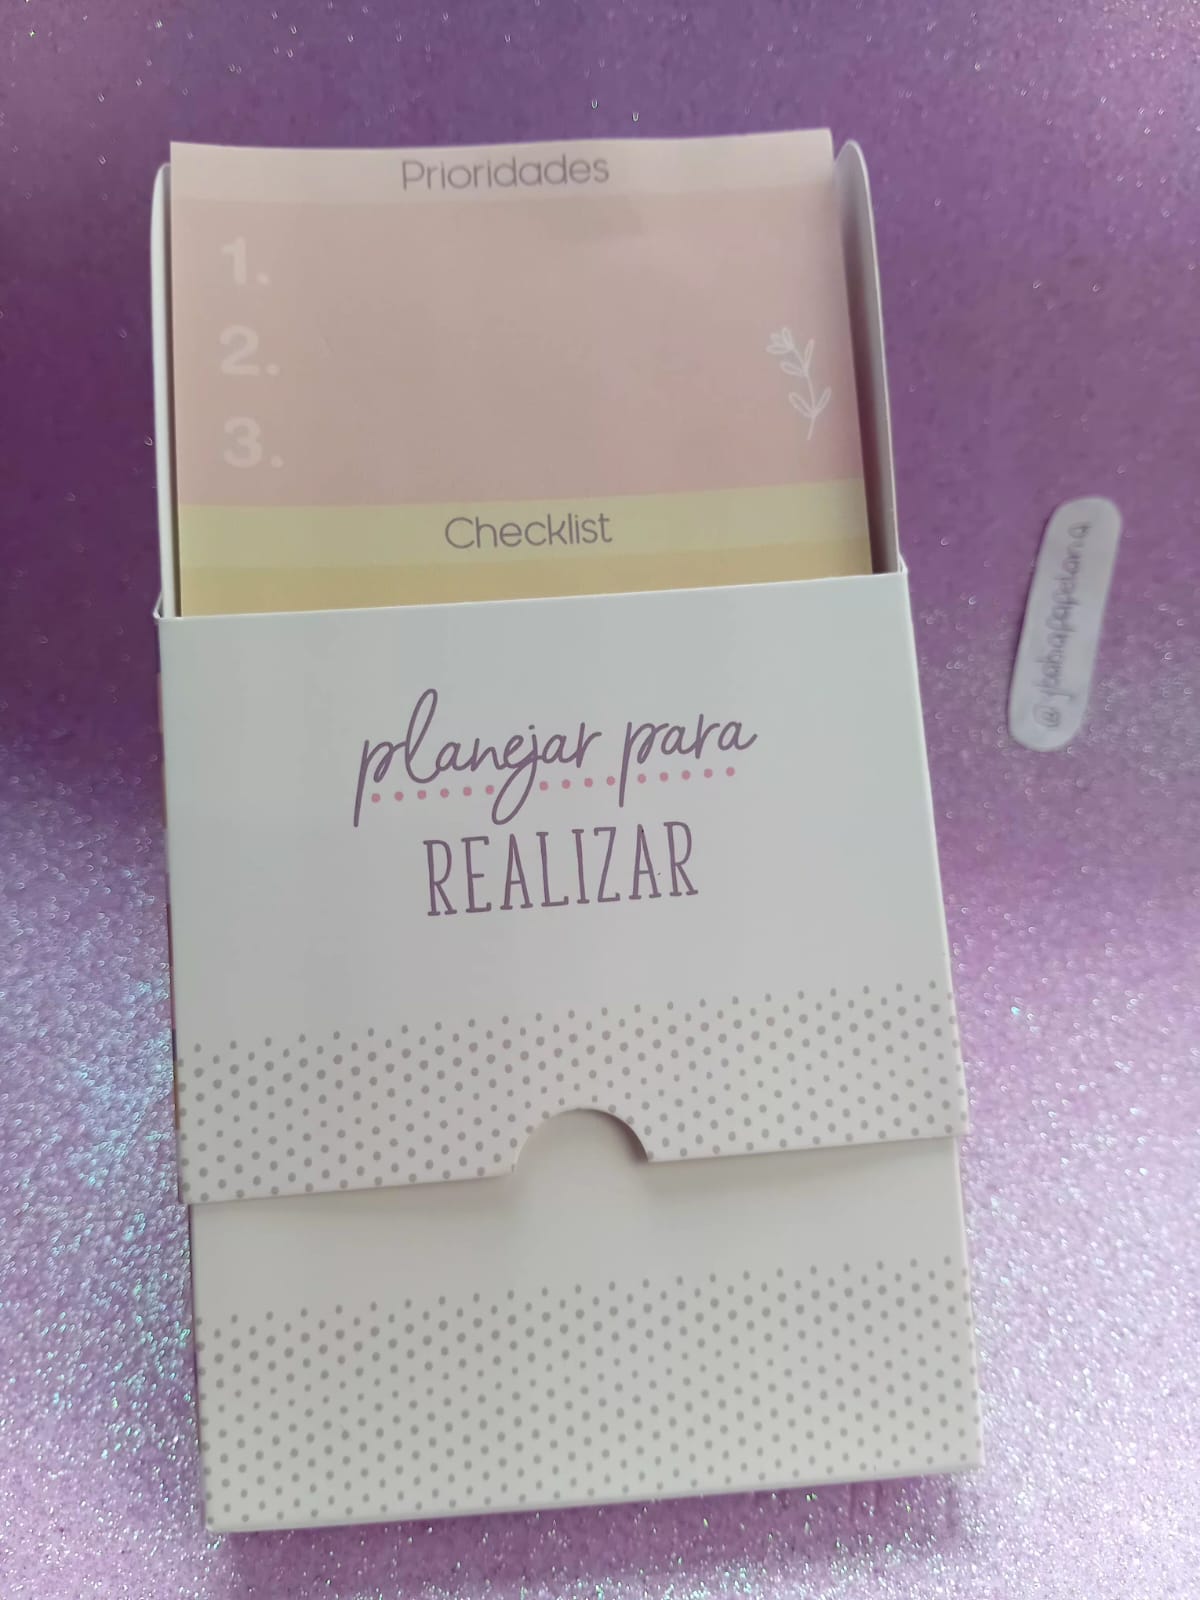 Prioridades
1.
2.
3.
Checklist
planejar para
REALIZAR